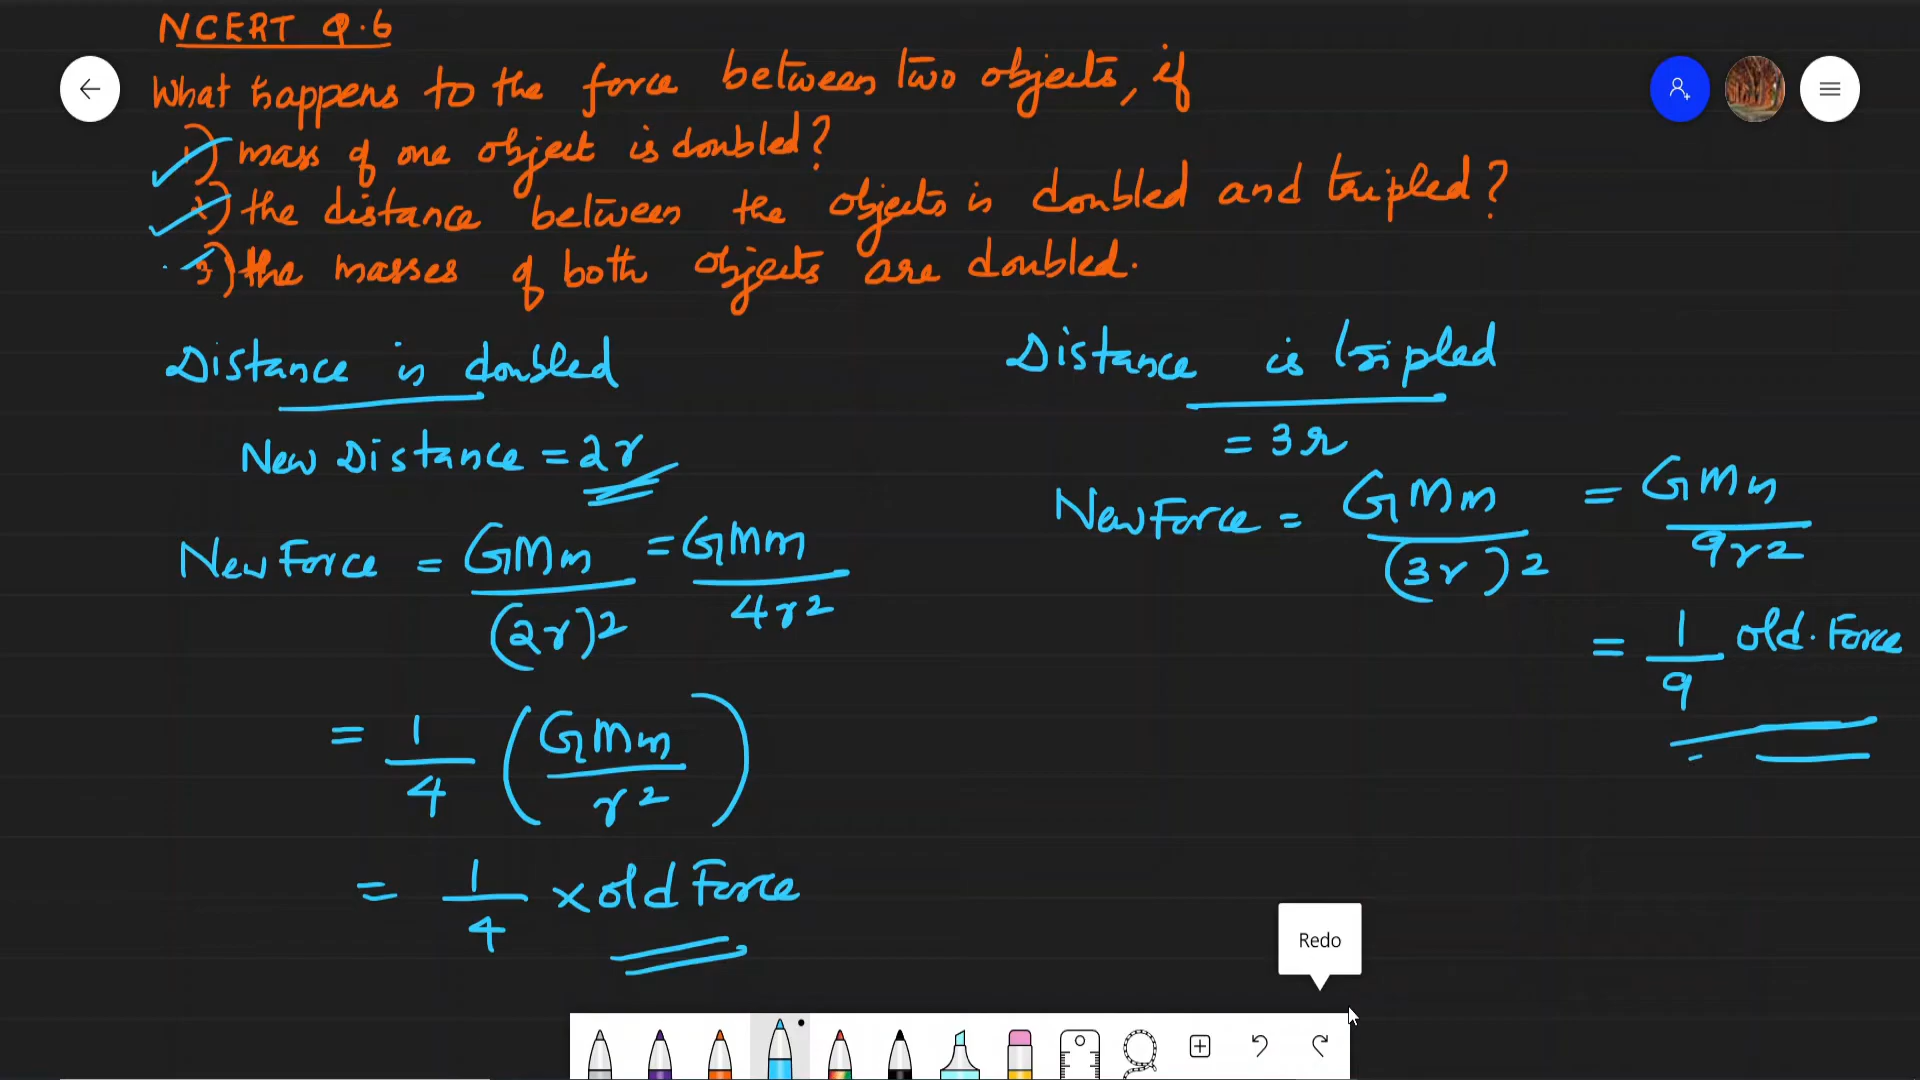 NCERT Q.6
What happens to the force between two objects, if
1) mass of one object is doubled?
2) the distance between the objects is doubled and tripled?
3) the masses of both objects are doubled.
Distance is doubled
New Distance = 2r
New Force = GMm/(2r)2 = GMm/4r2
= 1/4 (GMm/r2)
= 1/4 × old Force
Distance is tripled
= 3r
New Force = GMm/(3r)2 = GMm/9r2
= 1/9 old. Force
Redo